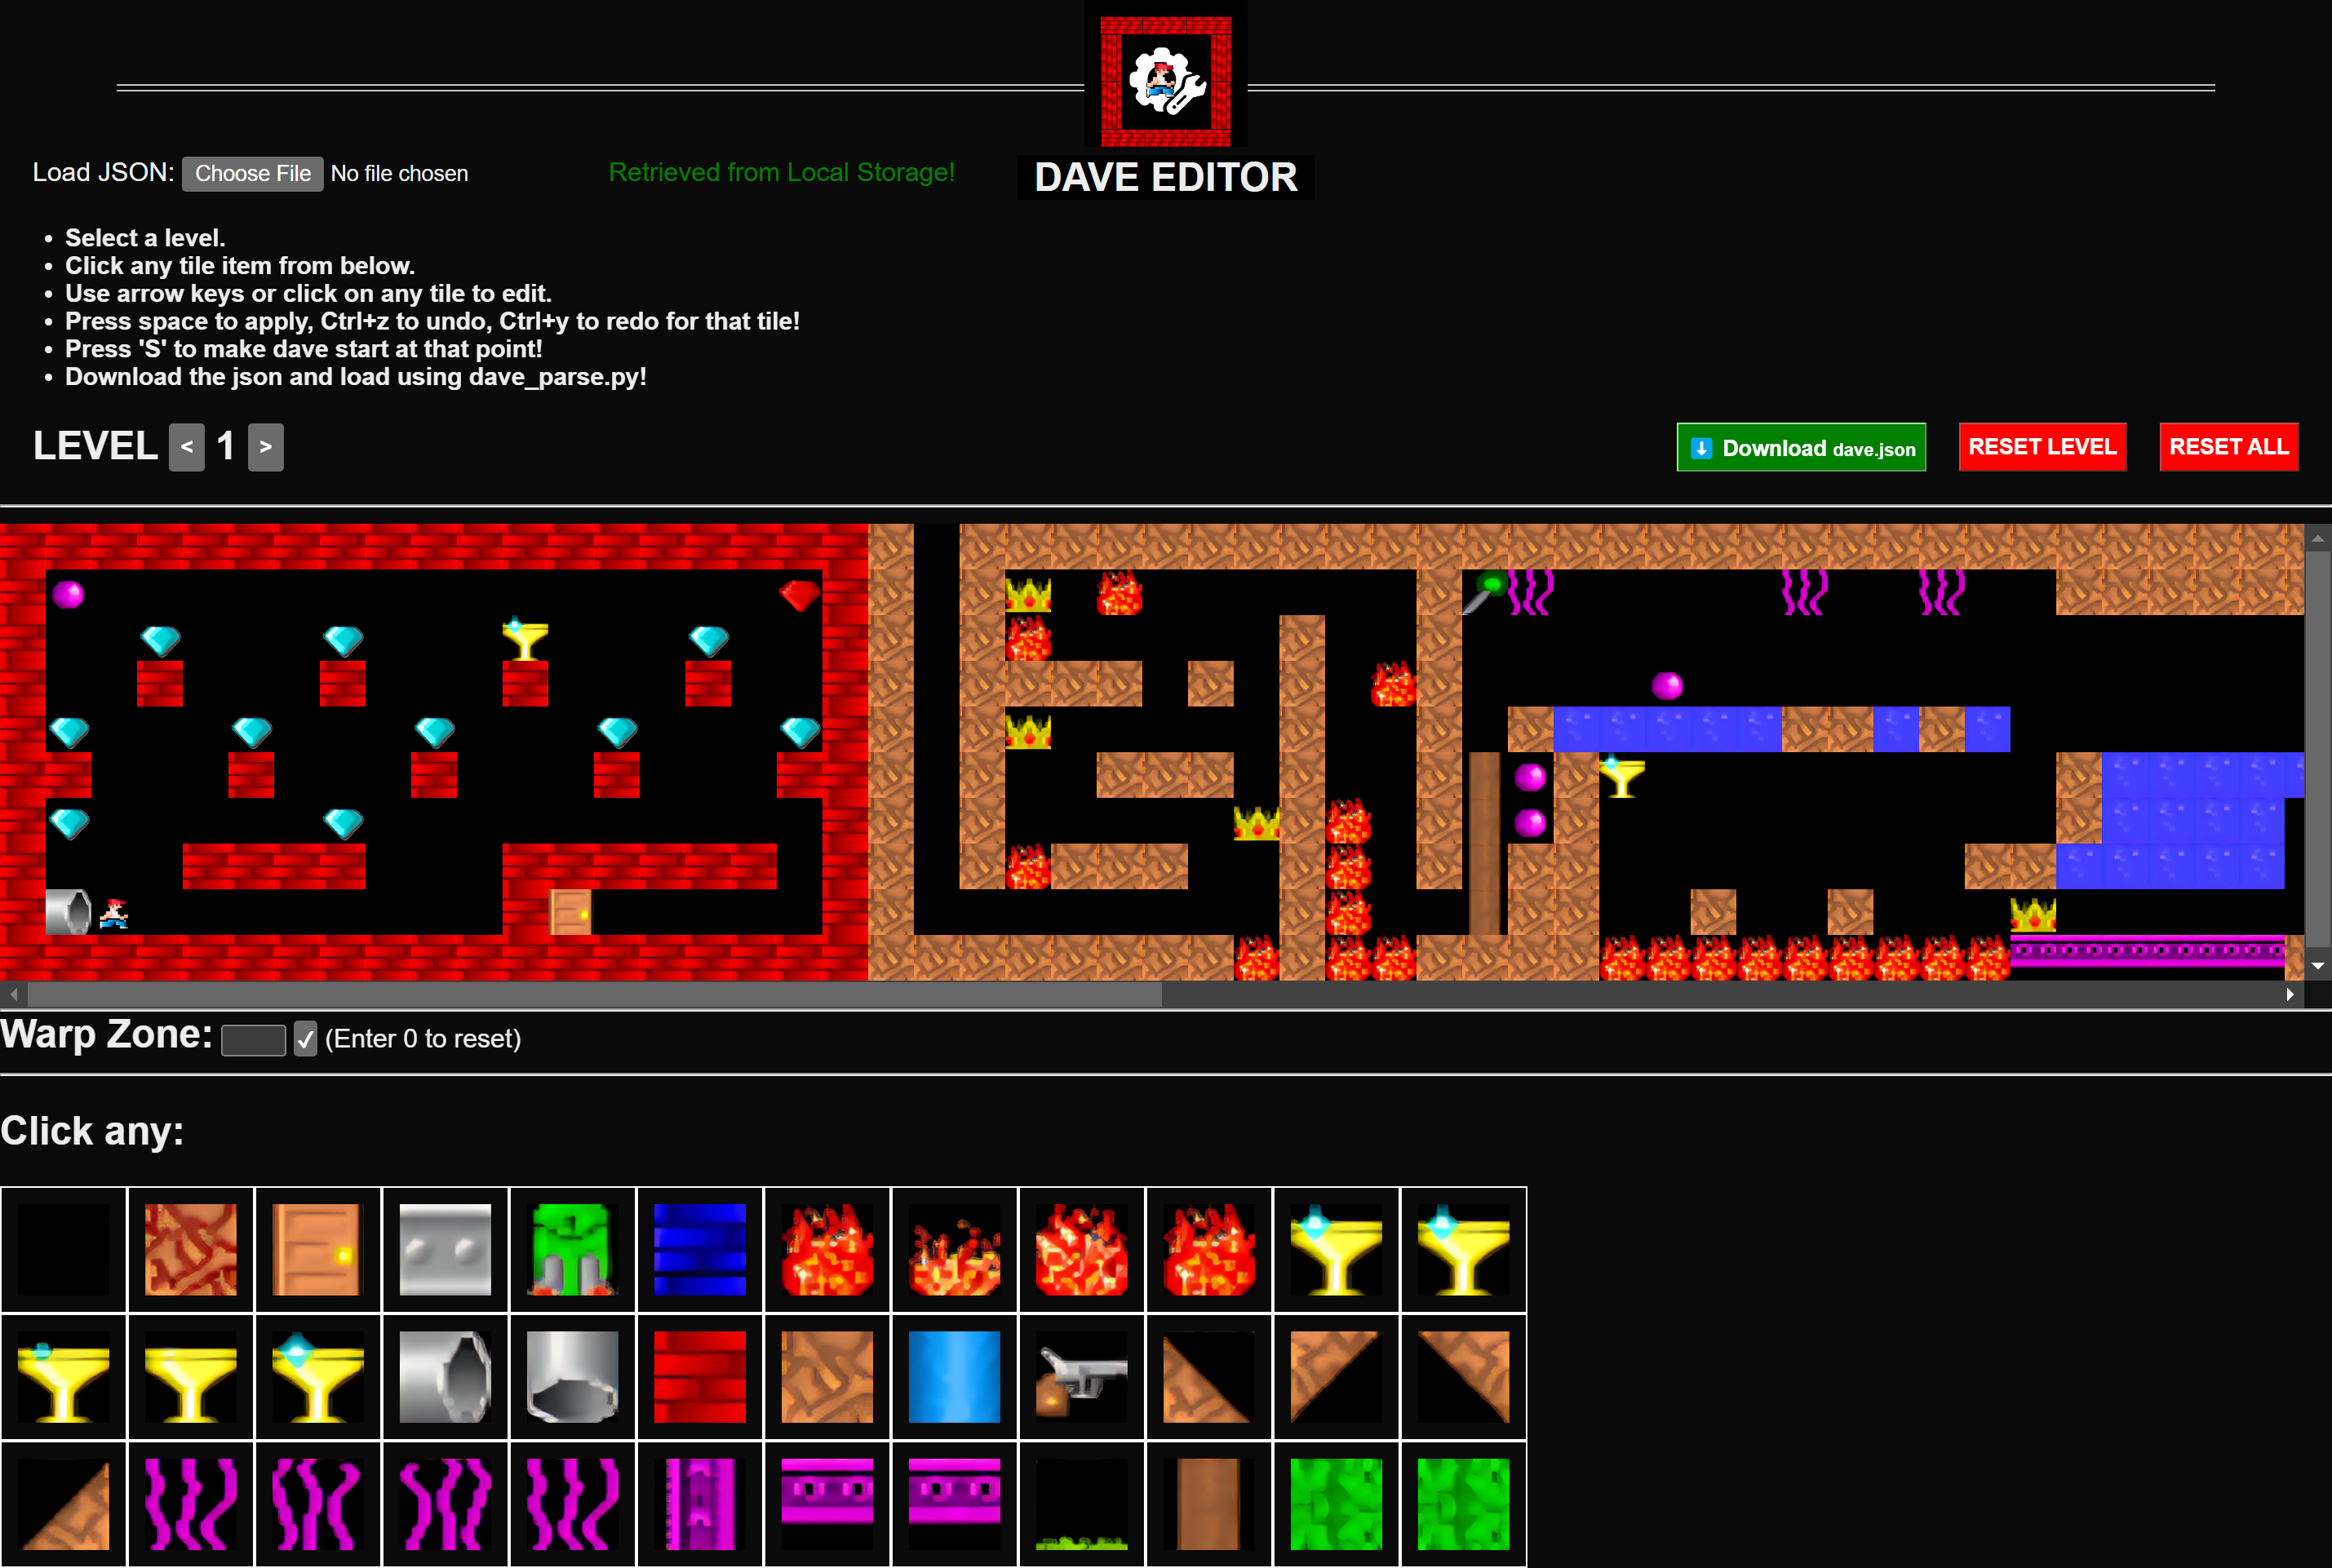 Load JSON: Choose File No file chosen
Retrieved from Local Storage!
DAVE EDITOR
• Select a level.
• Click any tile item from below.
• Use arrow keys or click on any tile to edit.
• Press space to apply, Ctrl+z to undo, Ctrl+y to redo for that tile!
• Press 'S' to make dave start at that point!
• Download the json and load using dave_parse.py!
LEVEL < 1 >
⬇️ Download dave.json
RESET LEVEL
RESET ALL
Warp Zone: ✓ (Enter 0 to reset)
Click any: